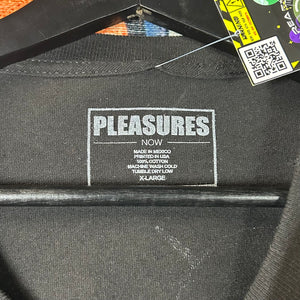 PLEASURES
NOW
MADE IN MEXICO
PRINTED IN USA
100% COTTON
MACHINE WASH COLD
TUMBLE DRY LOW
X-LARGE